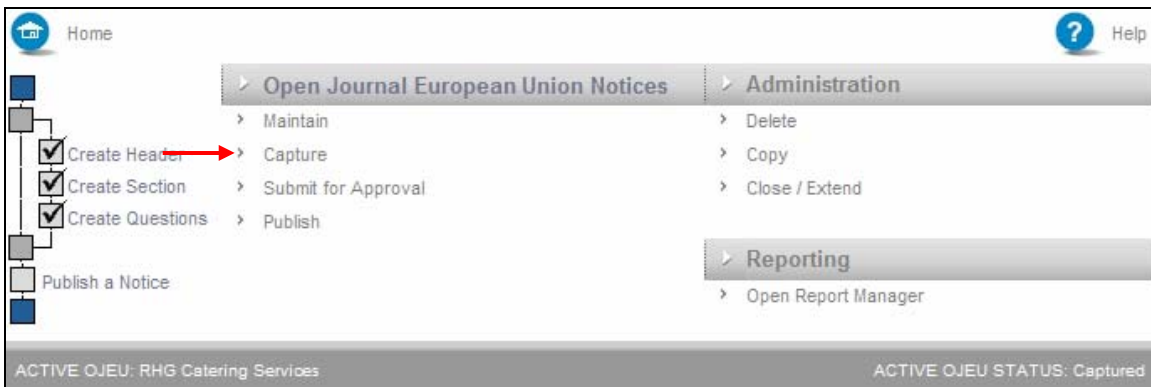 Home
Help
Open Journal European Union Notices
Administration
Maintain
Delete
Create Header
Capture
Copy
Create Section
Submit for Approval
Close / Extend
Create Questions
Publish
Reporting
Publish a Notice
Open Report Manager
ACTIVE OJEU: RHG Catering Services
ACTIVE OJEU STATUS: Captured